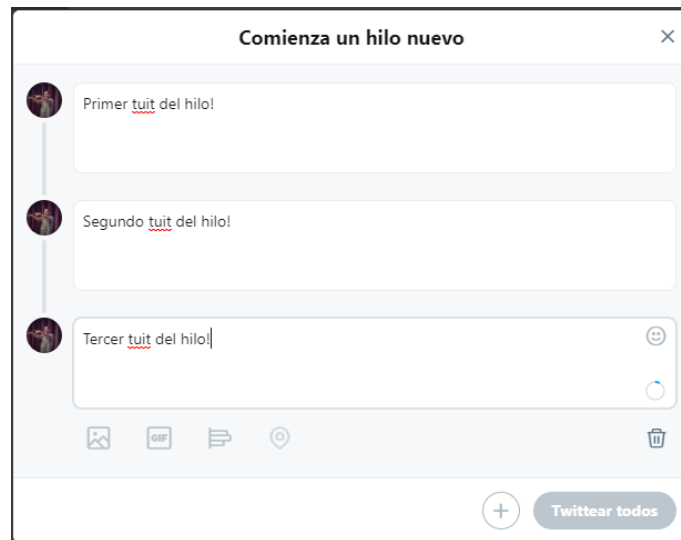 Comienza un hilo nuevo
Primer tuit del hilo!
Segundo tuit del hilo!
Tercer tuit del hilo!
GIF
Twittear todos